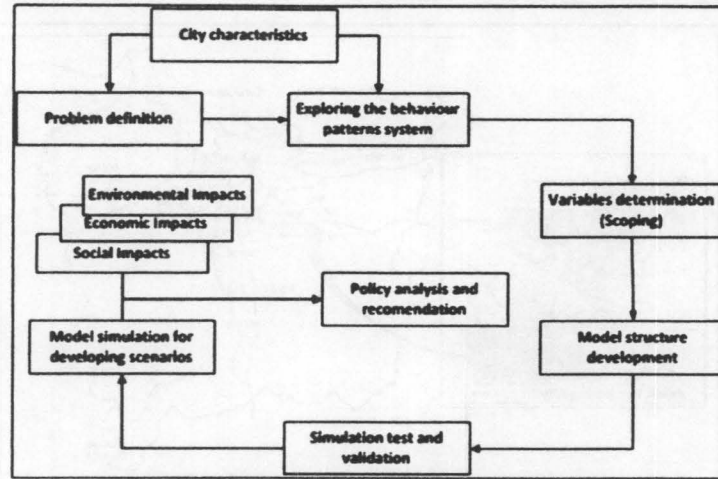 City characteristics
Problem definition
Exploring the behaviour
patterns system
Environmental Impacts
Economic Impacts
Social Impacts
Variables determination
(Scoping)
Policy analysis and
recomendation
Model simulation for
developing scenarios
Model structure
development
Simulation test and
validation